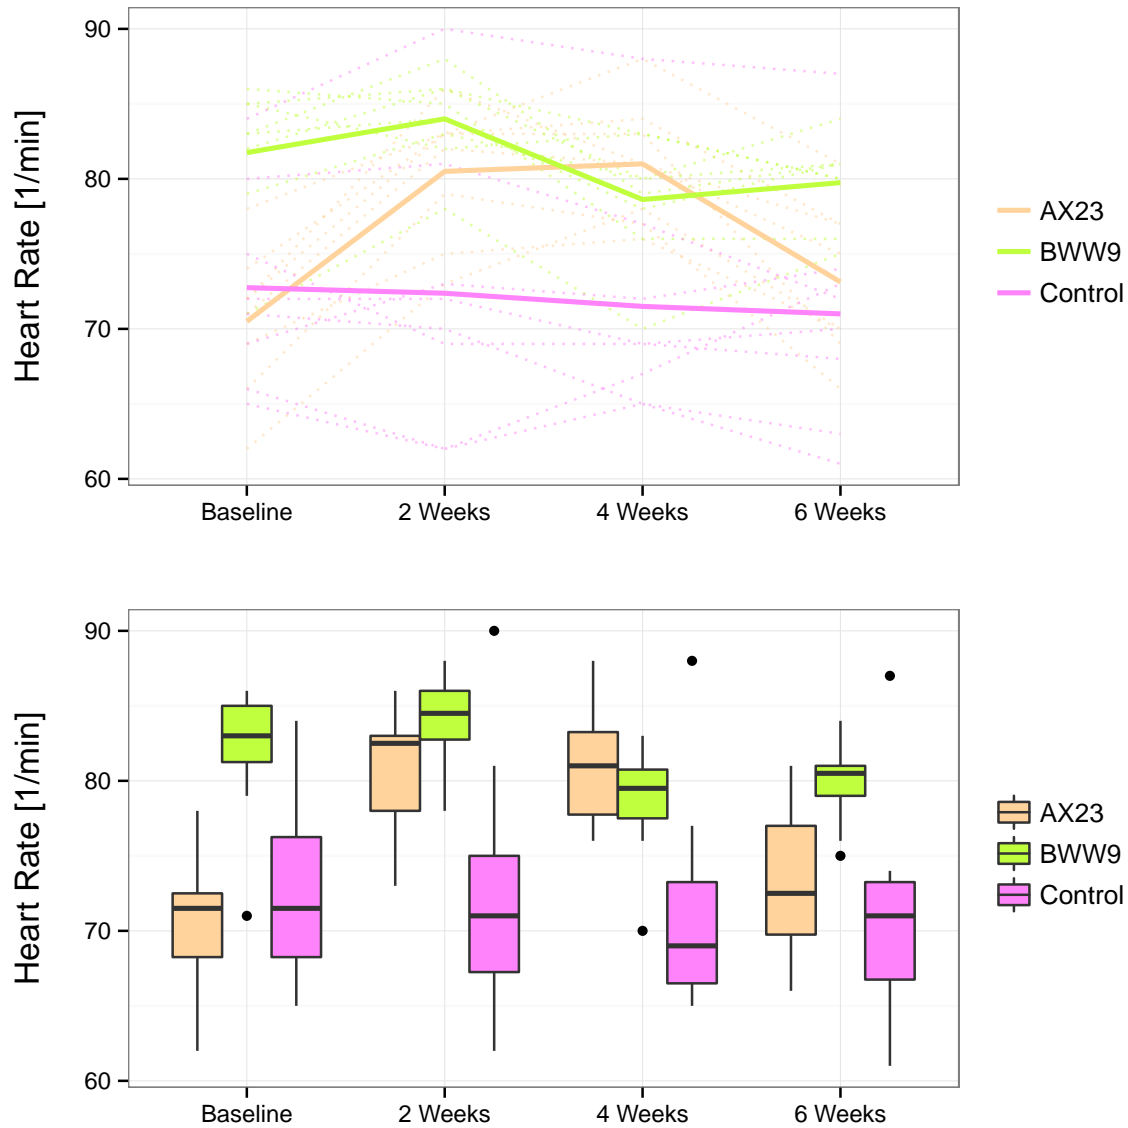 Heart Rate [1/min]
90
80
70
60
Baseline 2 Weeks 4 Weeks 6 Weeks
AX23
BWW9
Control
Heart Rate [1/min]
90
80
70
60
Baseline 2 Weeks 4 Weeks 6 Weeks
AX23
BWW9
Control